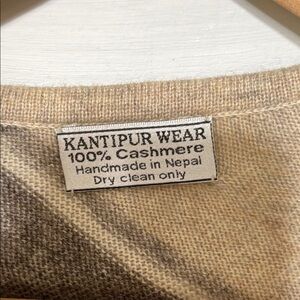 KANTIPUR WEAR
100% Cashmere
Handmade in Nepal
Dry clean only